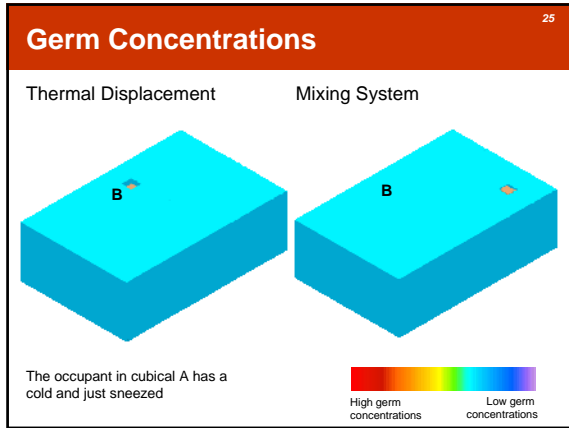 25
Germ Concentrations
Thermal Displacement
Mixing System
B
B
The occupant in cubical A has a
cold and just sneezed
High germ
concentrations
Low germ
concentrations